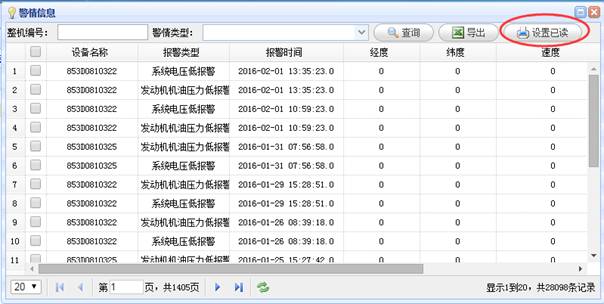 警情信息
整机编号： 警情类型： 查询 导出 设置已读
设备名称 报警类型 报警时间 经度 纬度 速度
1 853D0810322 系统电压低报警 2016-02-01 13:35:23.0 0 0 0
2 853D0810322 发动机机油压力低报警 2016-02-01 13:35:23.0 0 0 0
3 853D0810322 系统电压低报警 2016-02-01 10:59:23.0 0 0 0
4 853D0810322 发动机机油压力低报警 2016-02-01 10:59:23.0 0 0 0
5 853D0810325 发动机机油压力低报警 2016-01-31 07:56:58.0 0 0 0
6 853D0810325 系统电压低报警 2016-01-31 07:56:58.0 0 0 0
7 853D0810322 发动机机油压力低报警 2016-01-29 15:28:51.0 0 0 0
8 853D0810322 系统电压低报警 2016-01-29 15:28:51.0 0 0 0
9 853D0810322 发动机机油压力低报警 2016-01-26 08:39:18.0 0 0 0
10 853D0810322 系统电压低报警 2016-01-26 08:39:18.0 0 0 0
11 853D0810325 发动机机油压力低报警 2016-01-25 15:27:42.0 0 0 0
20 第 1 页，共1405页 显示1到20，共28098条记录